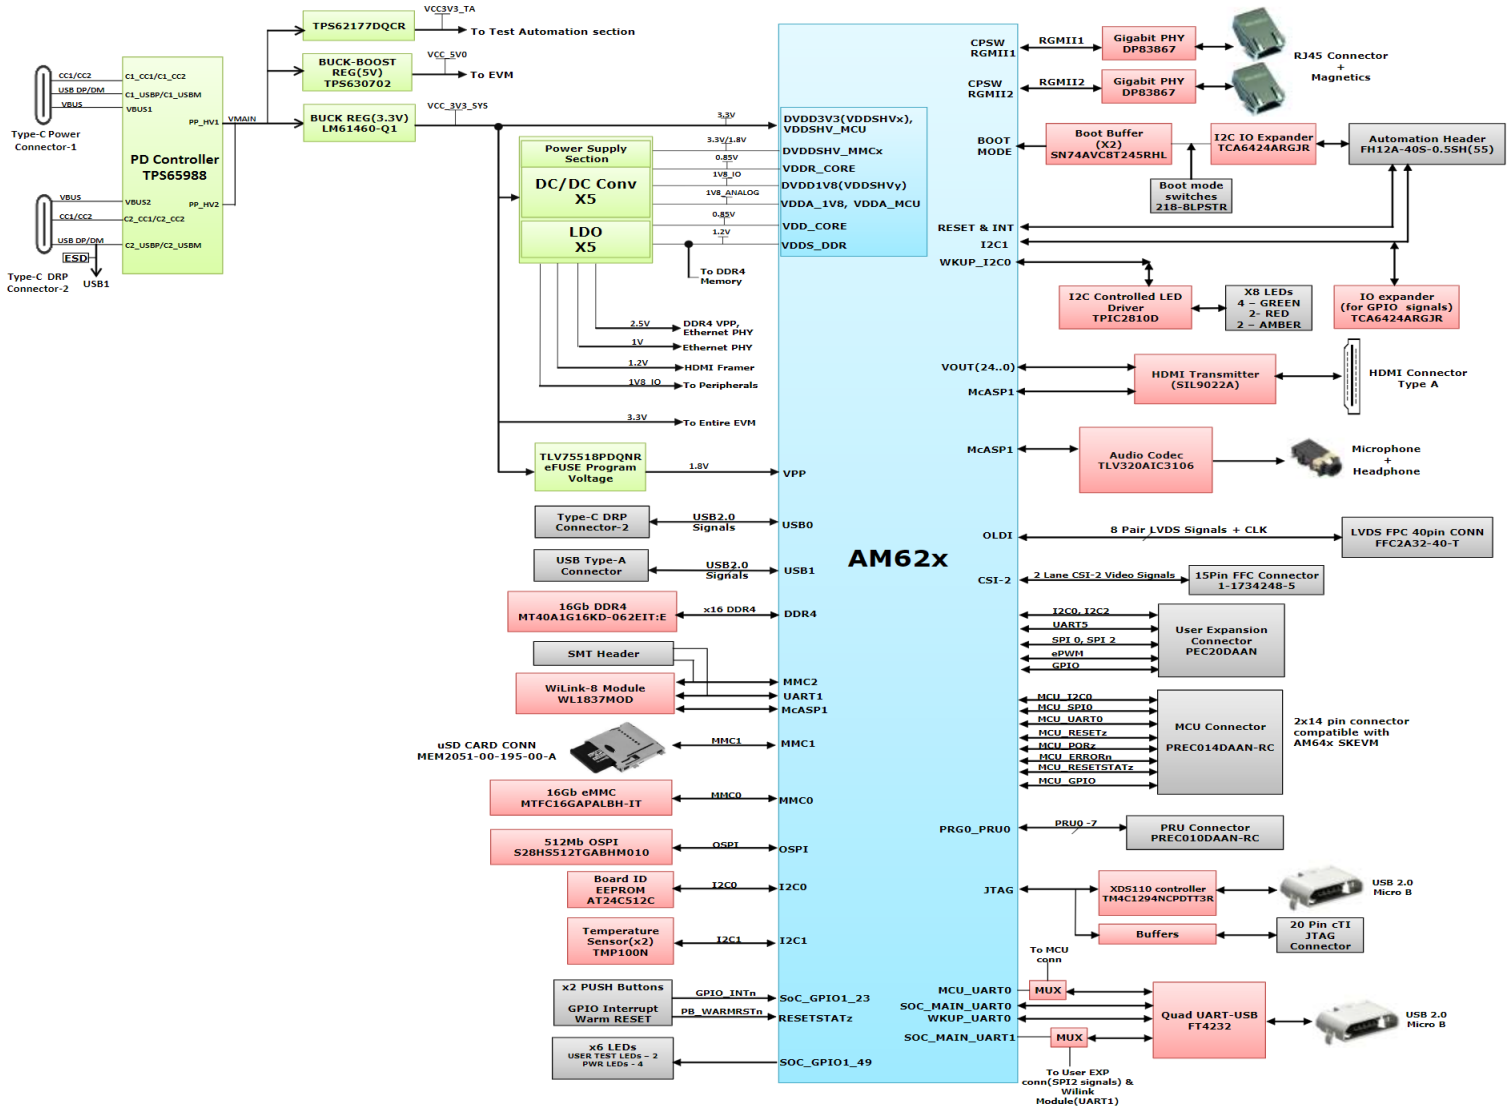 TPS62177DQCR
VCC3V3_TA
To Test Automation section
BUCK-BOOST
REG(5V)
TPS630702
VCC_5V0
To EVM
BUCK REG(3.3V)
LM61460-Q1
VCC_3V3_SYS
CC1/CC2
USB DP/DM
VBUS
Type-C Power
Connector-1
C1_CC1/C1_CC2
C1_USBP/C1_USBM
VBUS1
PP_HV1
VMAIN
PD Controller
TPS65988
PP_HV2
VBUS2
C2_CC1/C2_CC2
C2_USBP/C2_USBM
VBUS
CC1/CC2
USB DP/DM
ESD
USB1
Type-C DRP
Connector-2
Power Supply
Section
DC/DC Conv
X5
LDO
X5
3.3V
3.3V/1.8V
0.85V
1V8_IO
1V8_ANALOG
0.85V
1.2V
To DDR4
Memory
DVDD3V3(VDDSHVx),
VDDSHV_MCU
DVDDSHV_MMCx
VDDR_CORE
DVDD1V8(VDDSHVy)
VDDA_1V8, VDDA_MCU
VDD_CORE
VDDS_DDR
2.5V
DDR4 VPP,
Ethernet PHY
1V
Ethernet PHY
1.2V
HDMI Framer
1V8_IO
To Peripherals
3.3V
To Entire EVM
TLV75518PDQNR
eFUSE Program
Voltage
1.8V
VPP
Type-C DRP
Connector-2
USB2.0
Signals
USB0
USB Type-A
Connector
USB2.0
Signals
USB1
16Gb DDR4
MT40A1G16KD-062EIT:E
x16 DDR4
DDR4
SMT Header
WiLink-8 Module
WL1837MOD
MMC2
UART1
McASP1
uSD CARD CONN
MEM2051-00-195-00-A
MMC1
MMC1
16Gb eMMC
MTFC16GAPALBH-IT
MMC0
MMC0
512Mb OSPI
S28HS512TGABHM010
OSPI
OSPI
Board ID
EEPROM
AT24C512C
I2C0
I2C0
Temperature
Sensor(x2)
TMP100N
I2C1
I2C1
x2 PUSH Buttons
GPIO Interrupt
Warm RESET
GPIO_INTn
PB_WARMRSTn
SoC_GPIO1_23
RESETSTATz
x6 LEDs
USER TEST LEDs – 2
PWR LEDs - 4
SOC_GPIO1_49
AM62x
CPSW
RGMII1
RGMII1
Gigabit PHY
DP83867
CPSW
RGMII2
RGMII2
Gigabit PHY
DP83867
RJ45 Connector
+
Magnetics
BOOT
MODE
Boot Buffer
(X2)
SN74AVC8T245RHL
I2C IO Expander
TCA6424ARGJR
Automation Header
FH12A-40S-0.5SH(55)
Boot mode
switches
218-8LPSTR
RESET & INT
I2C1
WKUP_I2C0
I2C Controlled LED
Driver
TPIC2810D
X8 LEDs
4 – GREEN
2- RED
2 – AMBER
IO expander
(for GPIO signals)
TCA6424ARGJR
VOUT(24..0)
McASP1
HDMI Transmitter
(SIL9022A)
HDMI Connector
Type A
McASP1
Audio Codec
TLV320AIC3106
Microphone
+
Headphone
OLDI
8 Pair LVDS Signals + CLK
LVDS FPC 40pin CONN
FFC2A32-40-T
CSI-2
2 Lane CSI-2 Video Signals
15Pin FFC Connector
1-1734248-5
I2C0, I2C2
UART5
SPI 0, SPI 2
ePWM
GPIO
User Expansion
Connector
PEC20DAAN
MCU_I2C0
MCU_SPI0
MCU_UART0
MCU_RESETz
MCU_PORz
MCU_ERRORn
MCU_RESETSTATz
MCU_GPIO
MCU Connector
PREC014DAAN-RC
2x14 pin connector
compatible with
AM64x SKEVM
PRG0_PRU0
PRU0 -7
PRU Connector
PREC010DAAN-RC
JTAG
XDS110 controller
TM4C1294NCPDTT3R
USB 2.0
Micro B
Buffers
20 Pin cTI
JTAG
Connector
To MCU
conn
MCU_UART0
MUX
SOC_MAIN_UART0
WKUP_UART0
SOC_MAIN_UART1
MUX
Quad UART-USB
FT4232
USB 2.0
Micro B
To User EXP
conn(SPI2 signals) &
Wilink
Module(UART1)